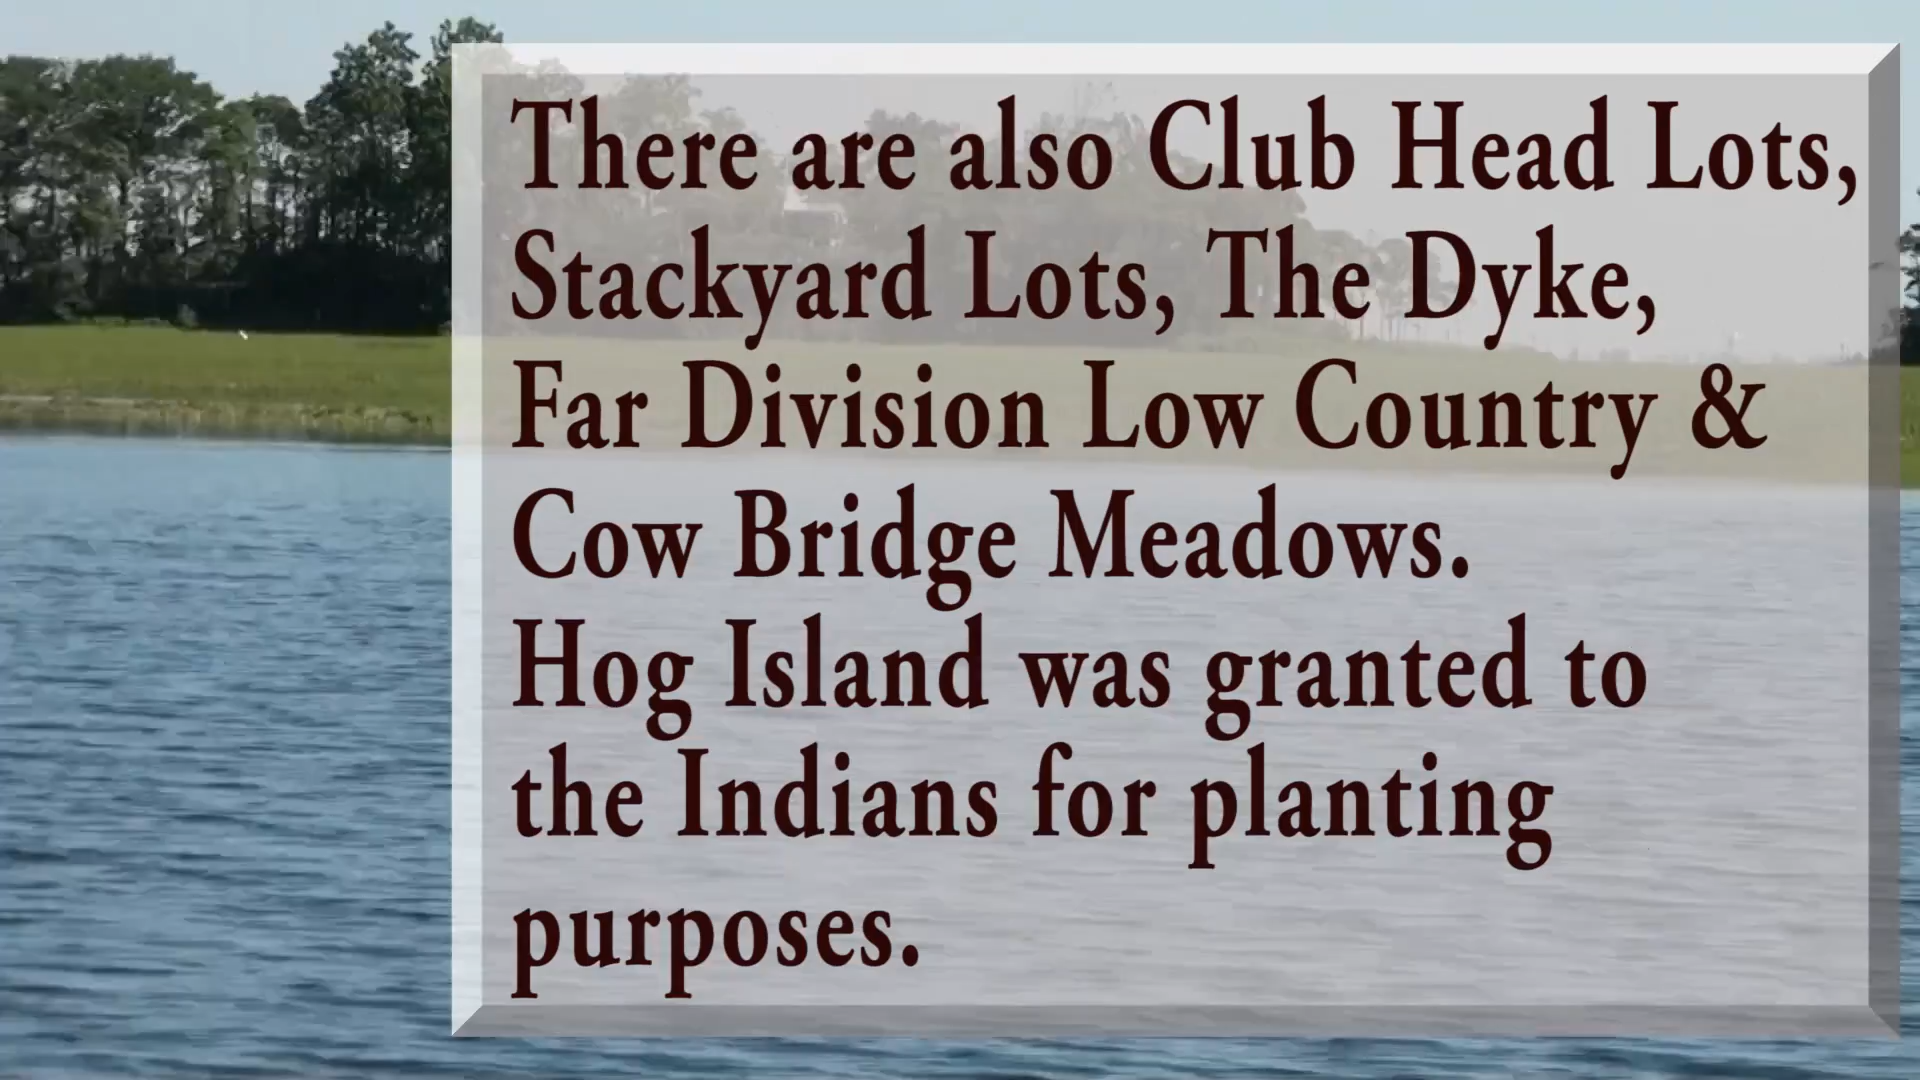 There are also Club Head Lots,
Stackyard Lots, The Dyke,
Far Division Low Country &
Cow Bridge Meadows.
Hog Island was granted to
the Indians for planting
purposes.